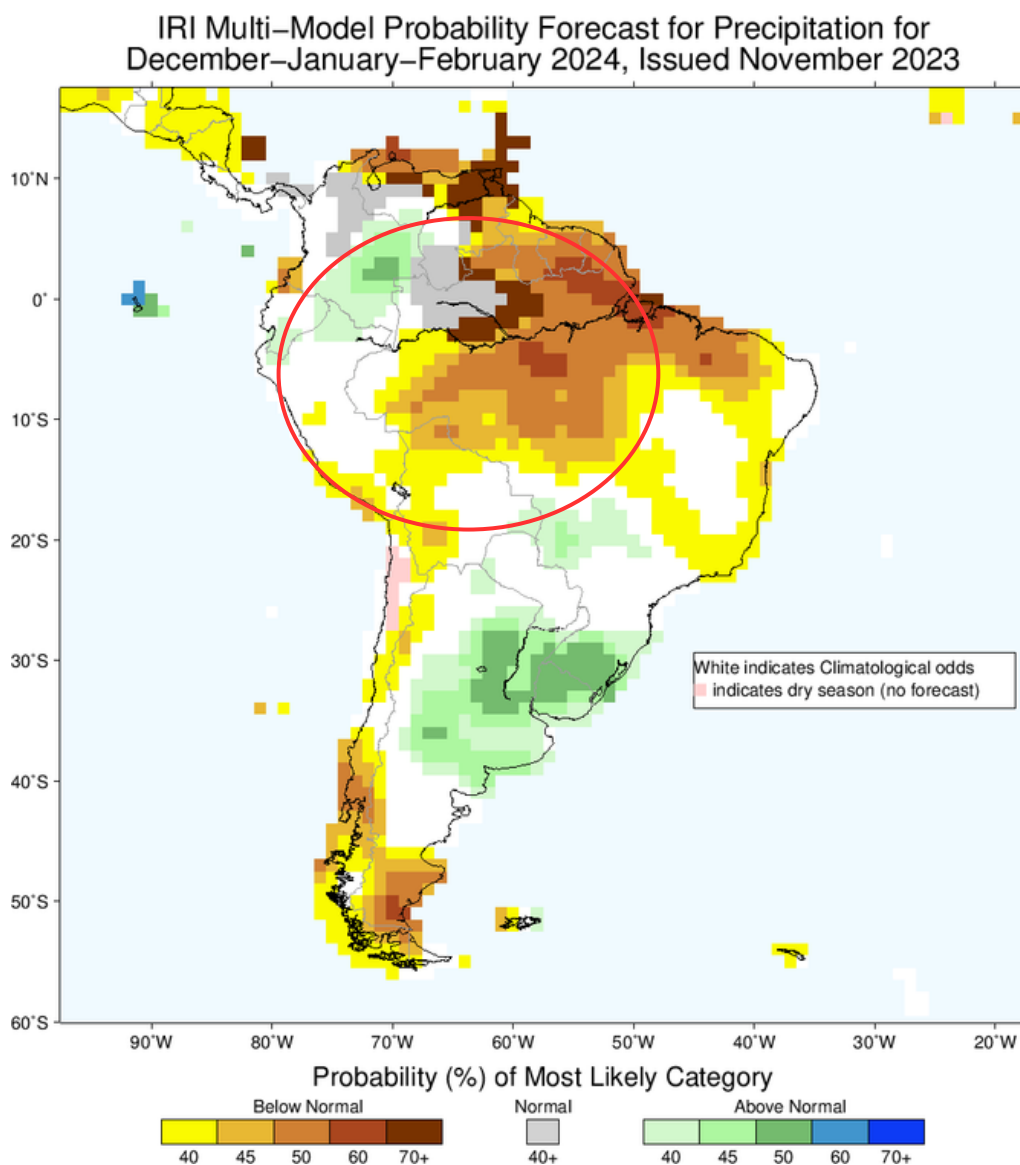 IRI Multi−Model Probability Forecast for Precipitation for
December−January−February 2024, Issued November 2023
10˚N
0˚
10˚S
20˚S
30˚S
40˚S
50˚S
60˚S
White indicates Climatological odds
indicates dry season (no forecast)
90˚W 80˚W 70˚W 60˚W 50˚W 40˚W 30˚W 20˚W
Probability (%) of Most Likely Category
Below Normal Normal Above Normal
40 45 50 60 70+ 40+ 40 45 50 60 70+